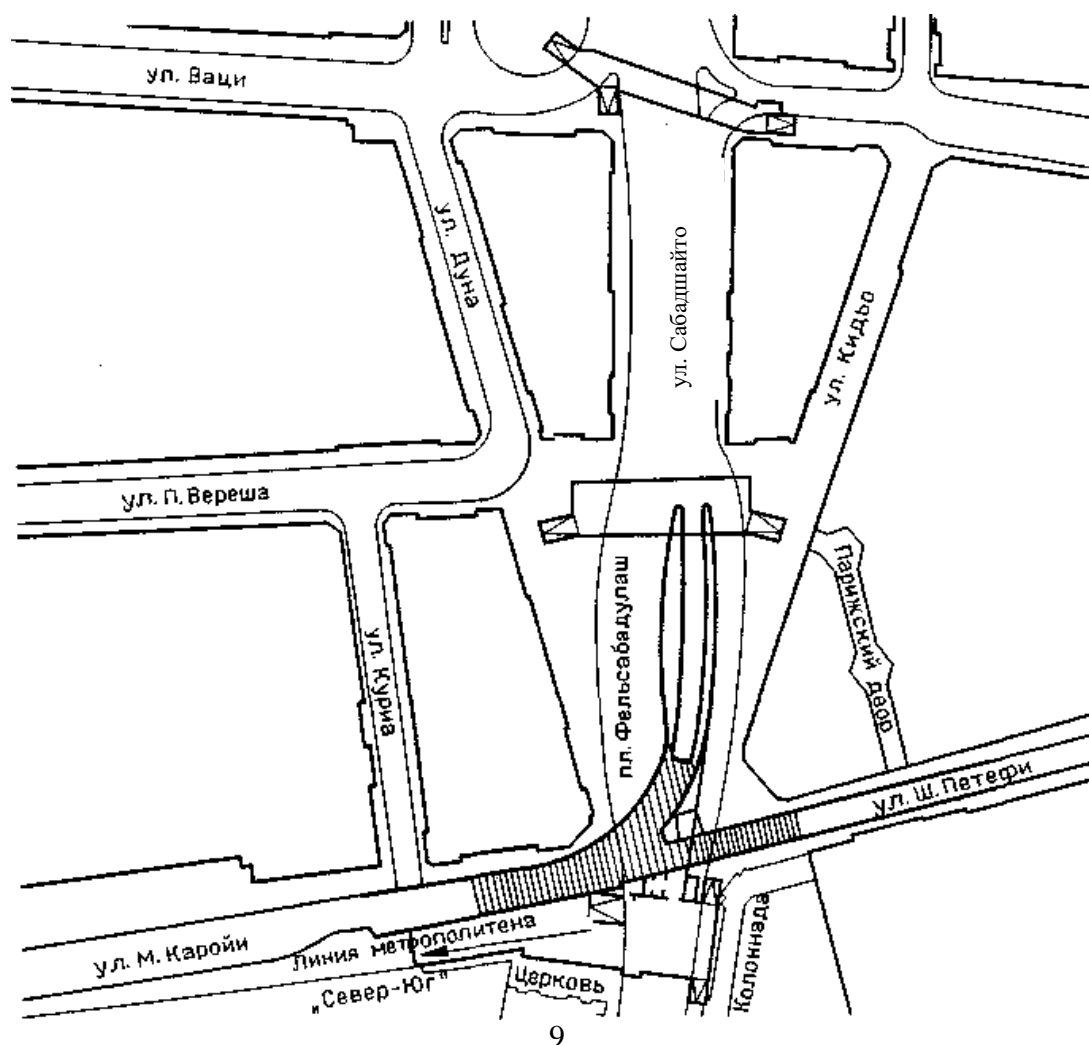 ул. Ваци
ул. Дуна
ул. Сабадшайто
ул. Кидьо
ул. П. Вереша
Парижский двор
ул. Куриа
пл. Фельсабадулаш
ул. Ш. Петефи
ул. М. Каройи
Линия метрополитена
„Север-Юг"
Церковь
Колоннада
9